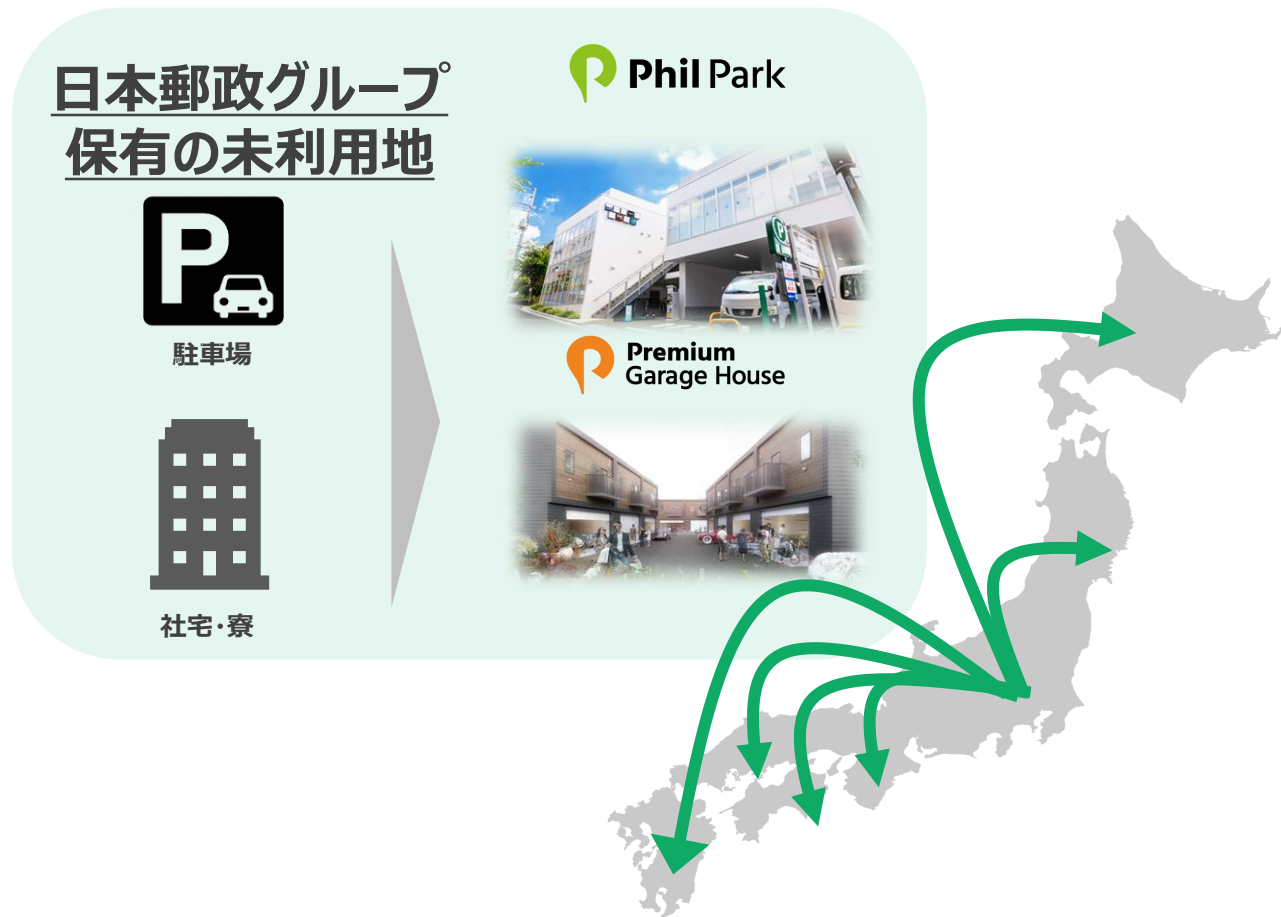 日本郵政グループ
保有の未利用地
P
駐車場
社宅・寮
Phil Park
P
Premium
Garage House